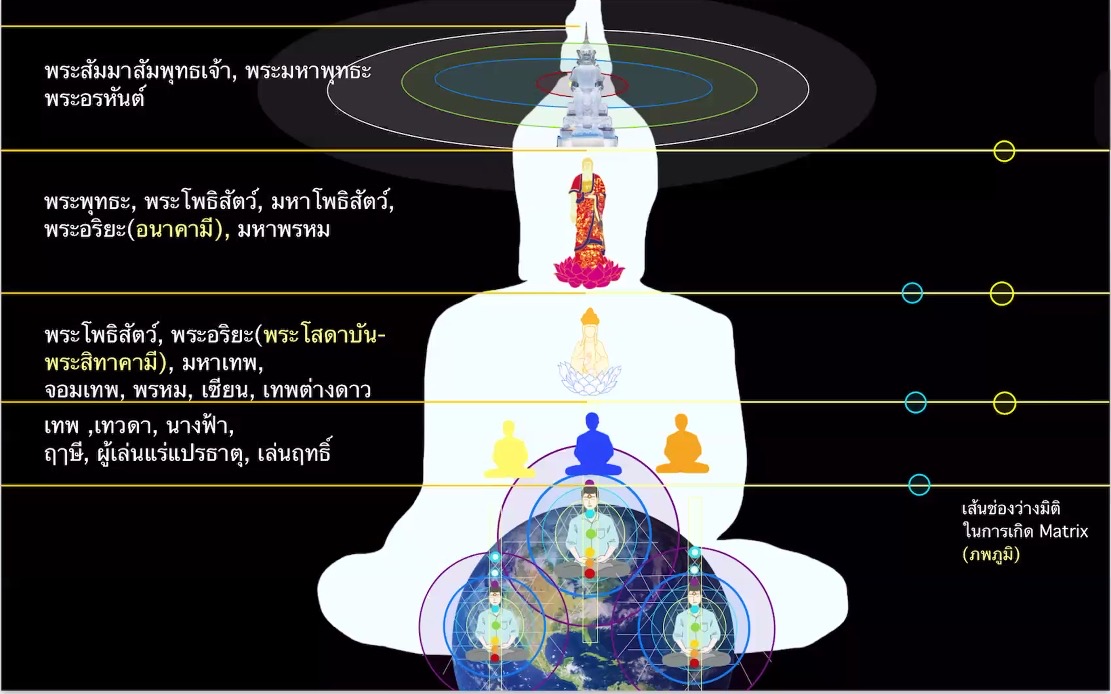 พระสัมมาสัมพุทธเจ้า, พระมหาพุทธะ
พระอรหันต์
พระพุทธะ, พระโพธิสัตว์, มหาโพธิสัตว์,
พระอริยะ(อนาคามี), มหาพรหม
พระโพธิสัตว์, พระอริยะ(พระโสดาบัน-
พระสิทาคามี), มหาเทพ,
จอมเทพ, พรหม, เซียน, เทพต่างดาว
เทพ ,เทวดา, นางฟ้า,
ฤๅษี, ผู้เล่นแร่แปรธาตุ, เล่นฤทธิ์
เส้นช่องว่างมิติ
ในการเกิด Matrix
(ภพภูมิ)